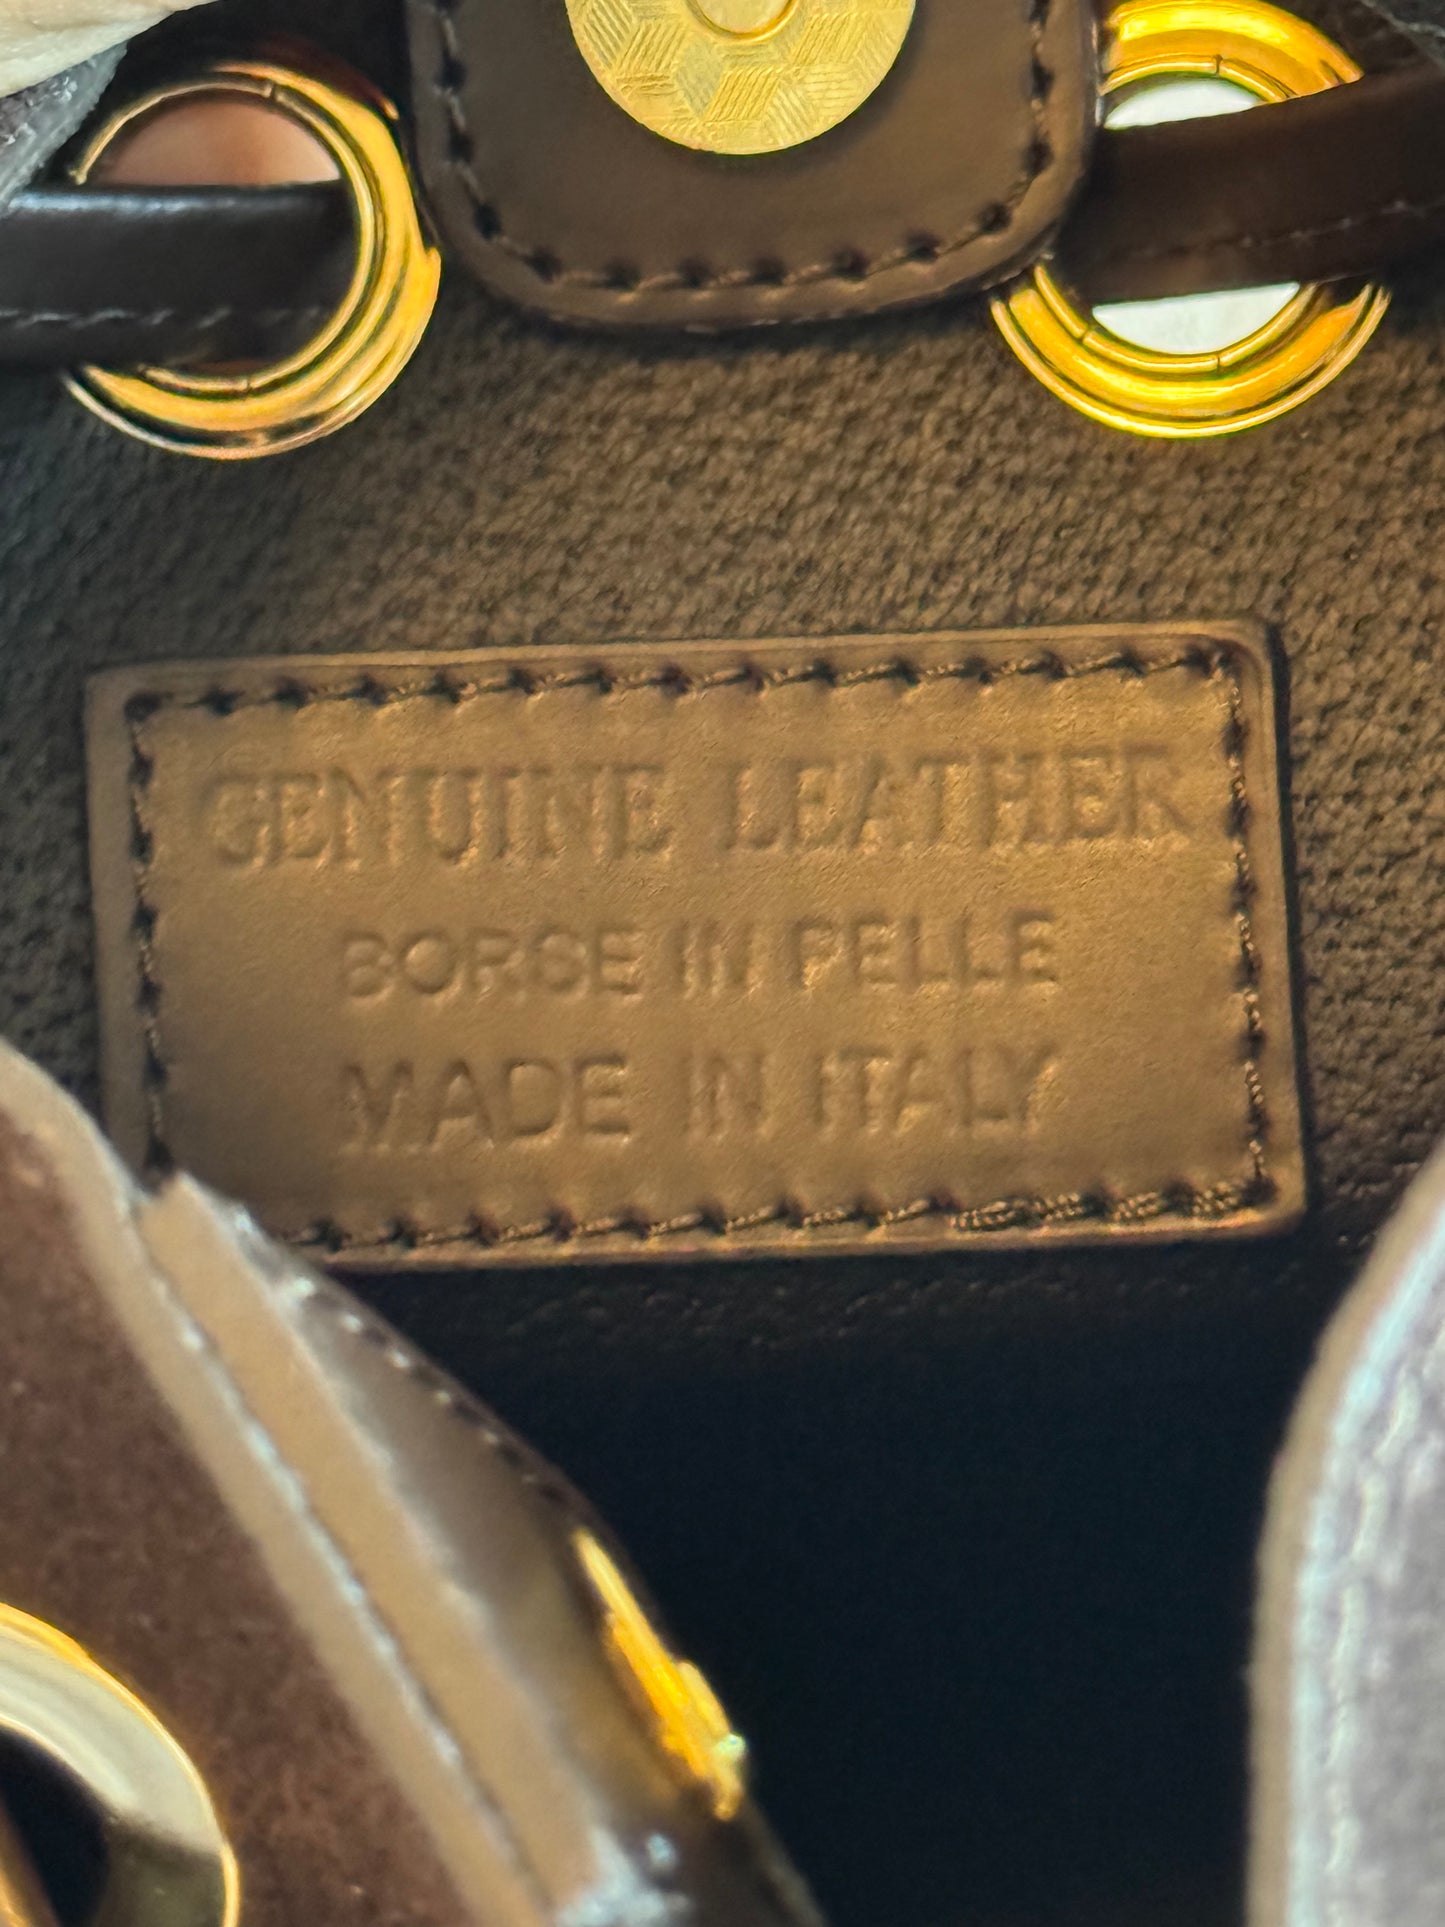 GENUINE LEATHER
BORSE IN PELLE
MADE IN ITALY